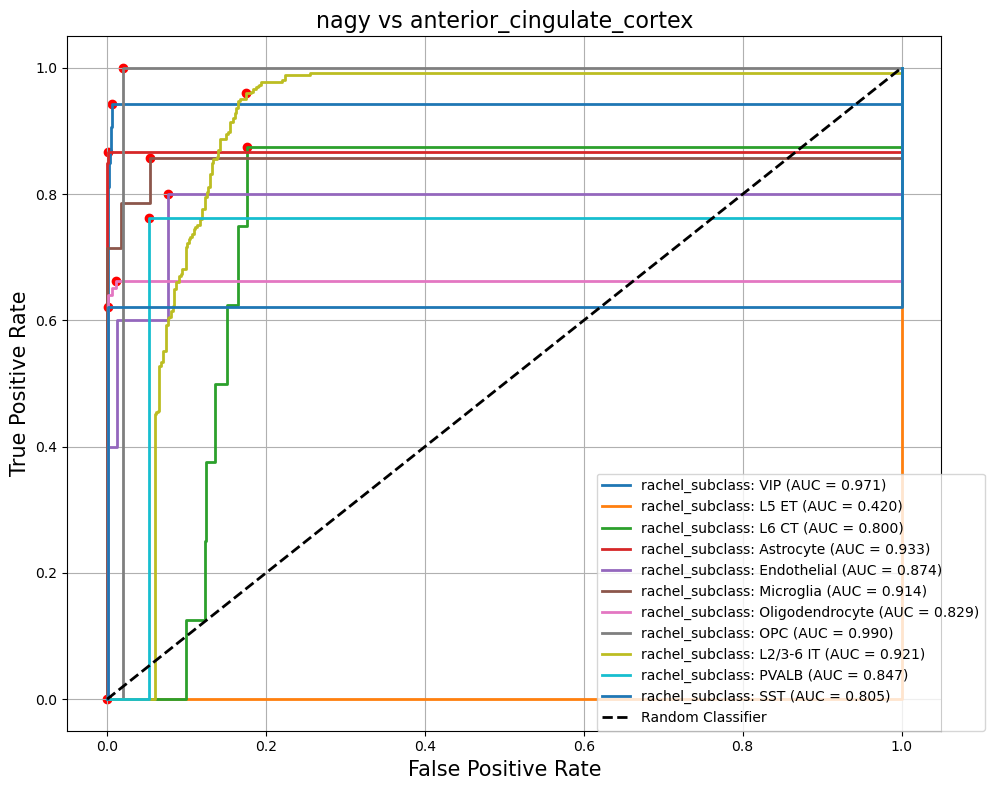 nagy vs anterior_cingulate_cortex
True Positive Rate
1.0
0.8
0.6
0.4
0.2
0.0
rachel_subclass: VIP (AUC = 0.971)
rachel_subclass: L5 ET (AUC = 0.420)
rachel_subclass: L6 CT (AUC = 0.800)
rachel_subclass: Astrocyte (AUC = 0.933)
rachel_subclass: Endothelial (AUC = 0.874)
rachel_subclass: Microglia (AUC = 0.914)
rachel_subclass: Oligodendrocyte (AUC = 0.829)
rachel_subclass: OPC (AUC = 0.990)
rachel_subclass: L2/3-6 IT (AUC = 0.921)
rachel_subclass: PVALB (AUC = 0.847)
rachel_subclass: SST (AUC = 0.805)
Random Classifier
0.0 0.2 0.4 0.6 0.8 1.0
False Positive Rate